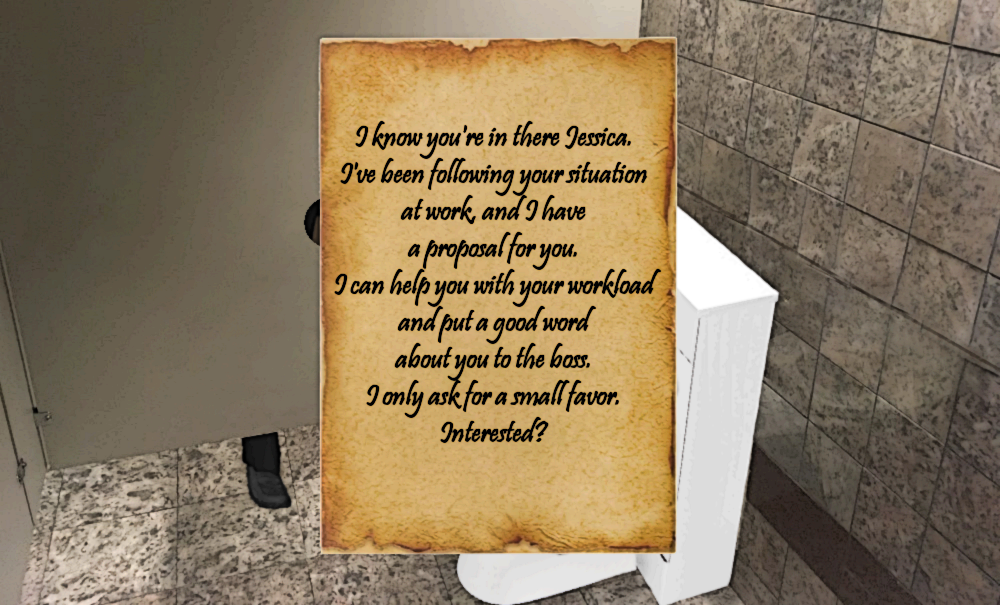 I know you're in there Jessica.
I've been following your situation
at work, and I have
a proposal for you.
I can help you with your workload
and put a good word
about you to the boss.
I only ask for a small favor.
Interested?